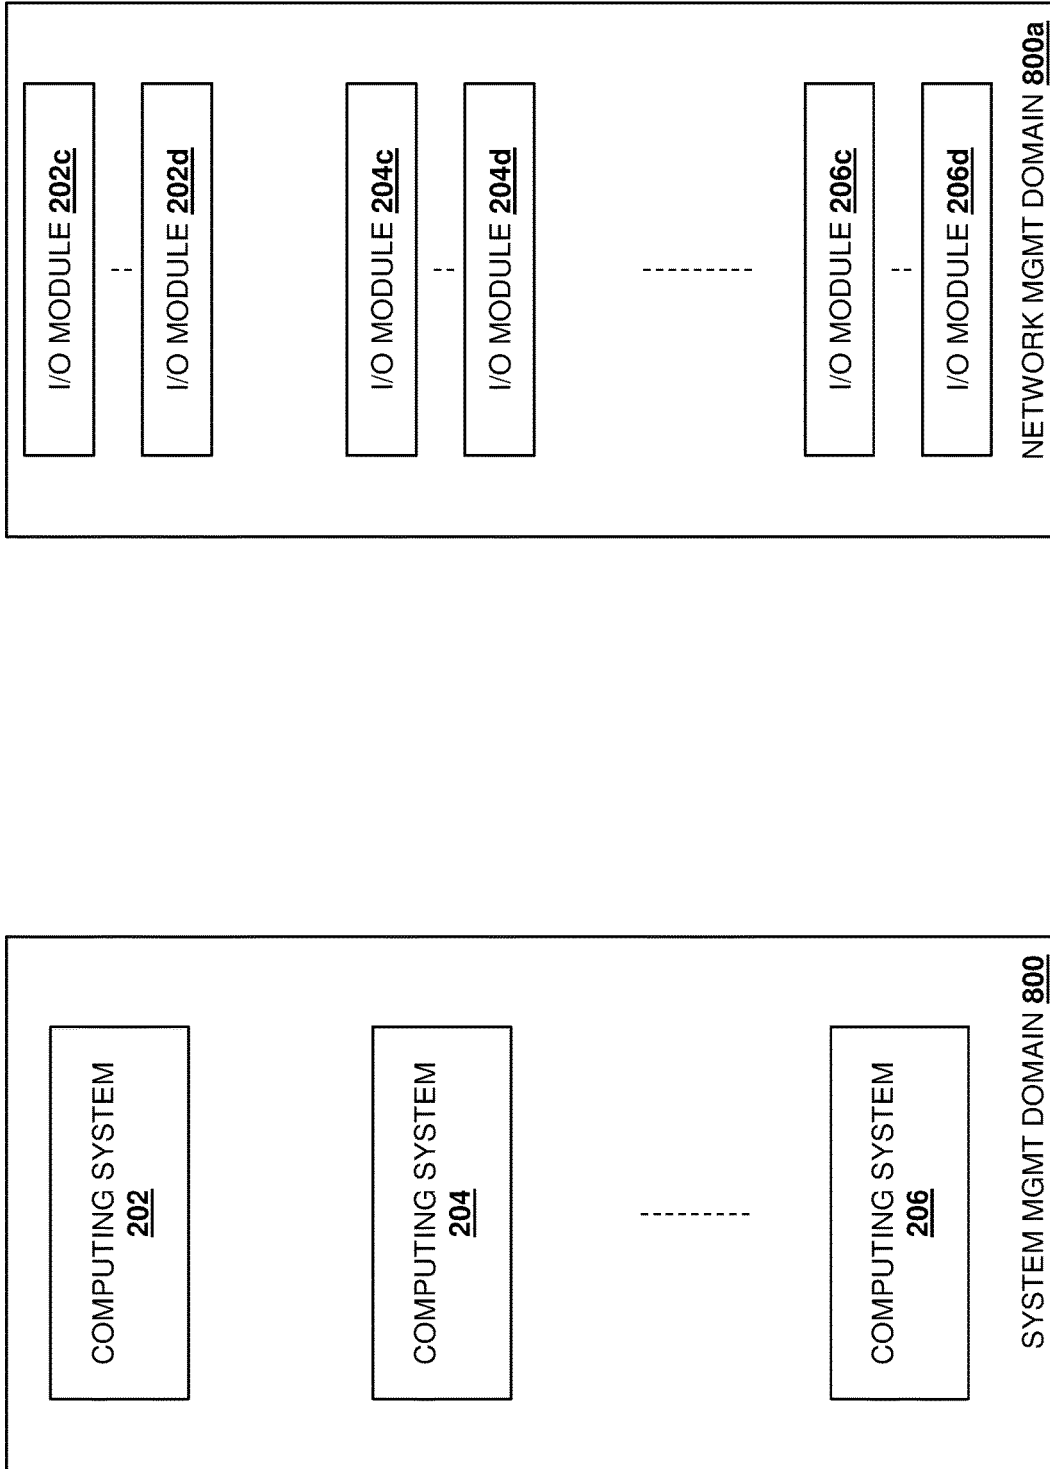 COMPUTING SYSTEM
202
COMPUTING SYSTEM
204
COMPUTING SYSTEM
206
SYSTEM MGMT DOMAIN 800
I/O MODULE 202c
I/O MODULE 202d
I/O MODULE 204c
I/O MODULE 204d
I/O MODULE 206c
I/O MODULE 206d
NETWORK MGMT DOMAIN 800a